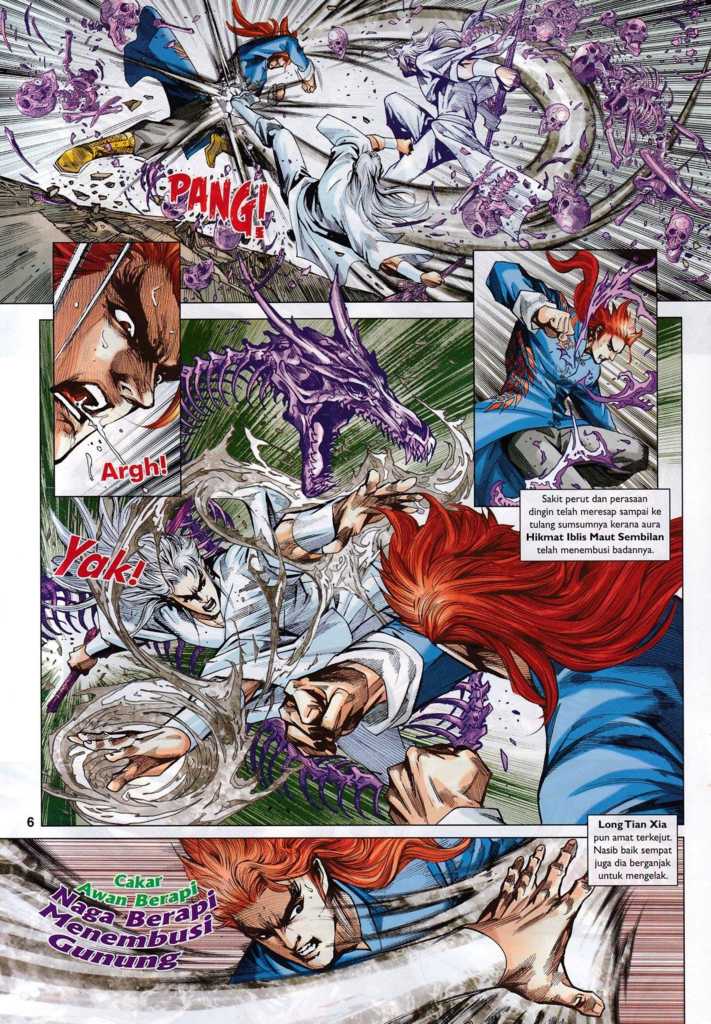 PANG!
Argh!
Sakit perut dan perasaan
dingin telah meresap sampai ke
tulang sumsumnya kerana aura
Hikmat Iblis Maut Sembilan
telah menembusi badannya.
Yak!
6
Long Tian Xia
pun amat terkejut.
Nasib baik sempat
juga dia berganjak
untuk mengelak.
Cakar
Awan Berapi
Naga Berapi
Menembusi
Gunung